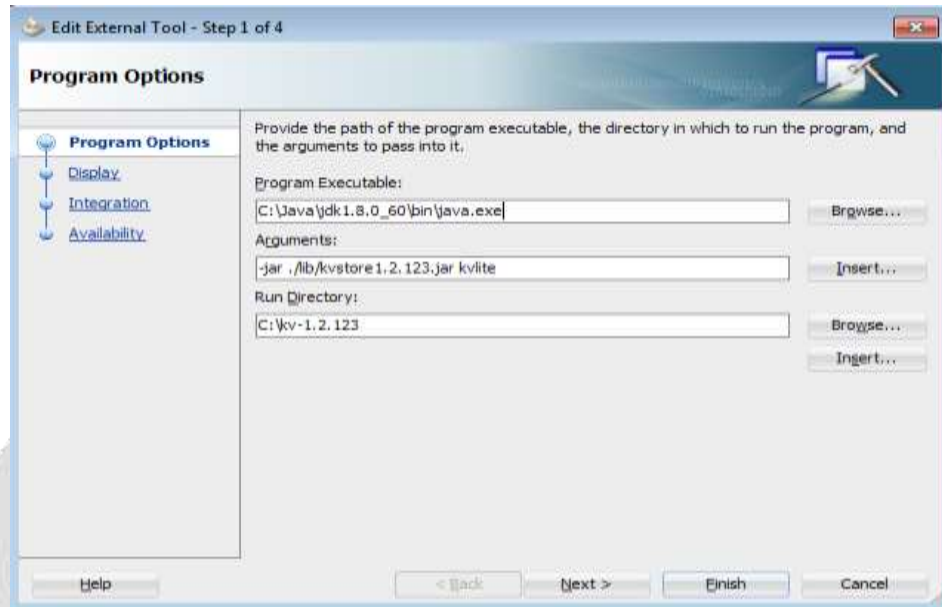 Edit External Tool - Step 1 of 4
Program Options
Program Options
Display
Integration
Availability
Provide the path of the program executable, the directory in which to run the program, and
the arguments to pass into it.
Program Executable:
C:\Java\jdk1.8.0_60\bin\java.exe
Browse...
Arguments:
-jar ./lib/kvstore1.2.123.jar kvlite
Insert...
Run Directory:
C:\kv-1.2.123
Browse...
Insert...
Help
< Back
Next >
Finish
Cancel